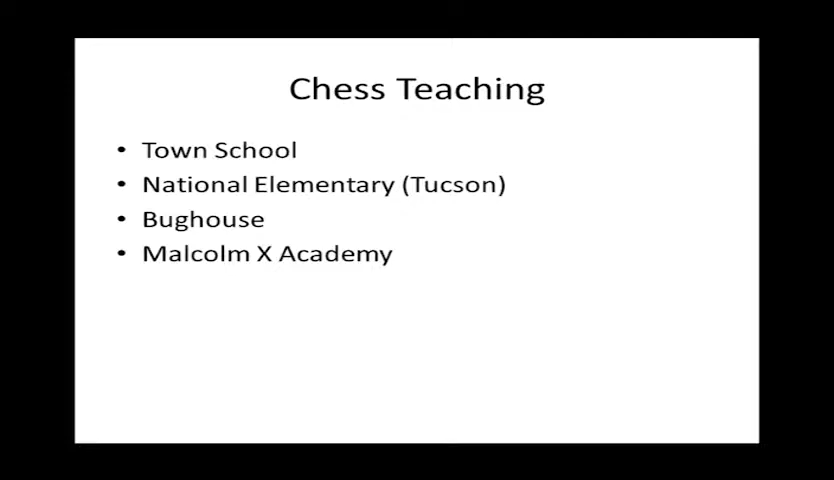 Chess Teaching
• Town School
• National Elementary (Tucson)
• Bughouse
• Malcolm X Academy